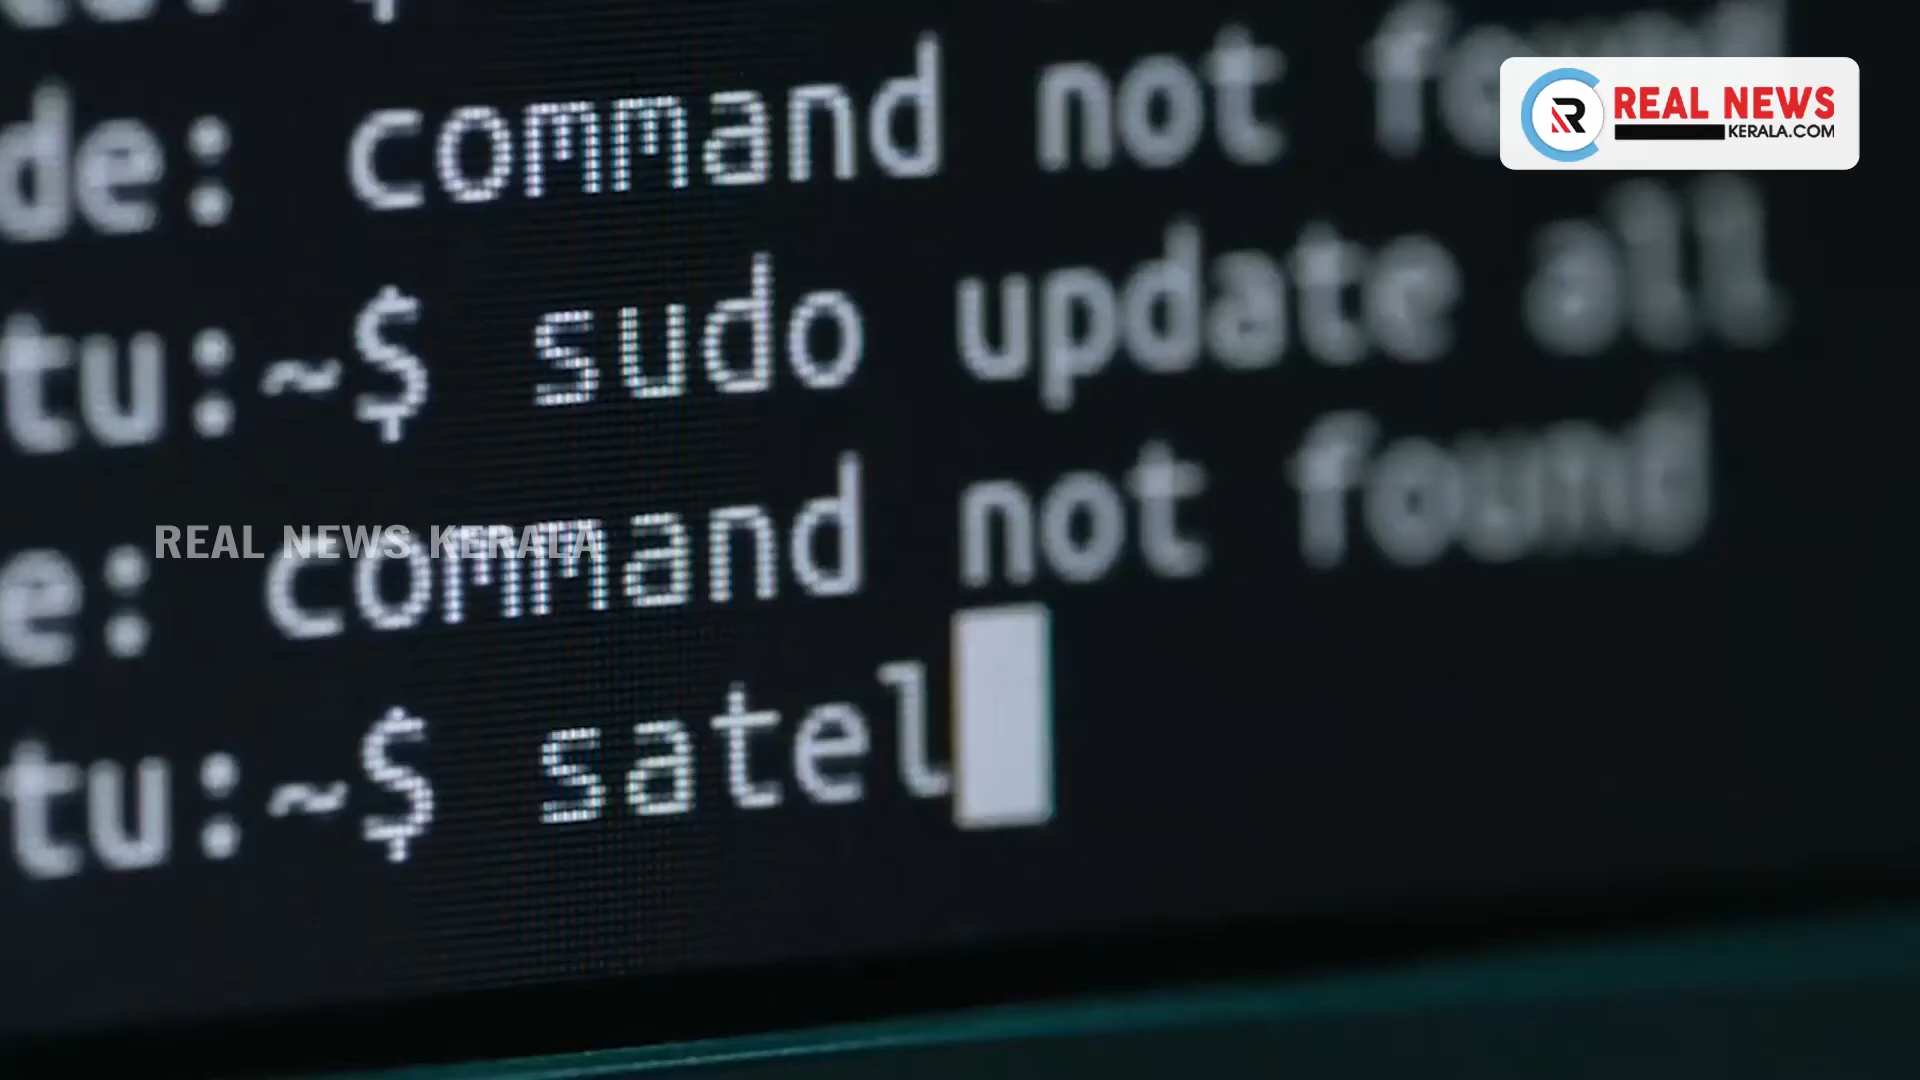 de: command not found
REAL NEWS
KERALA.COM
tu:~$ sudo update all
REAL NEWS KERALA
e: command not found
tu:~$ satel